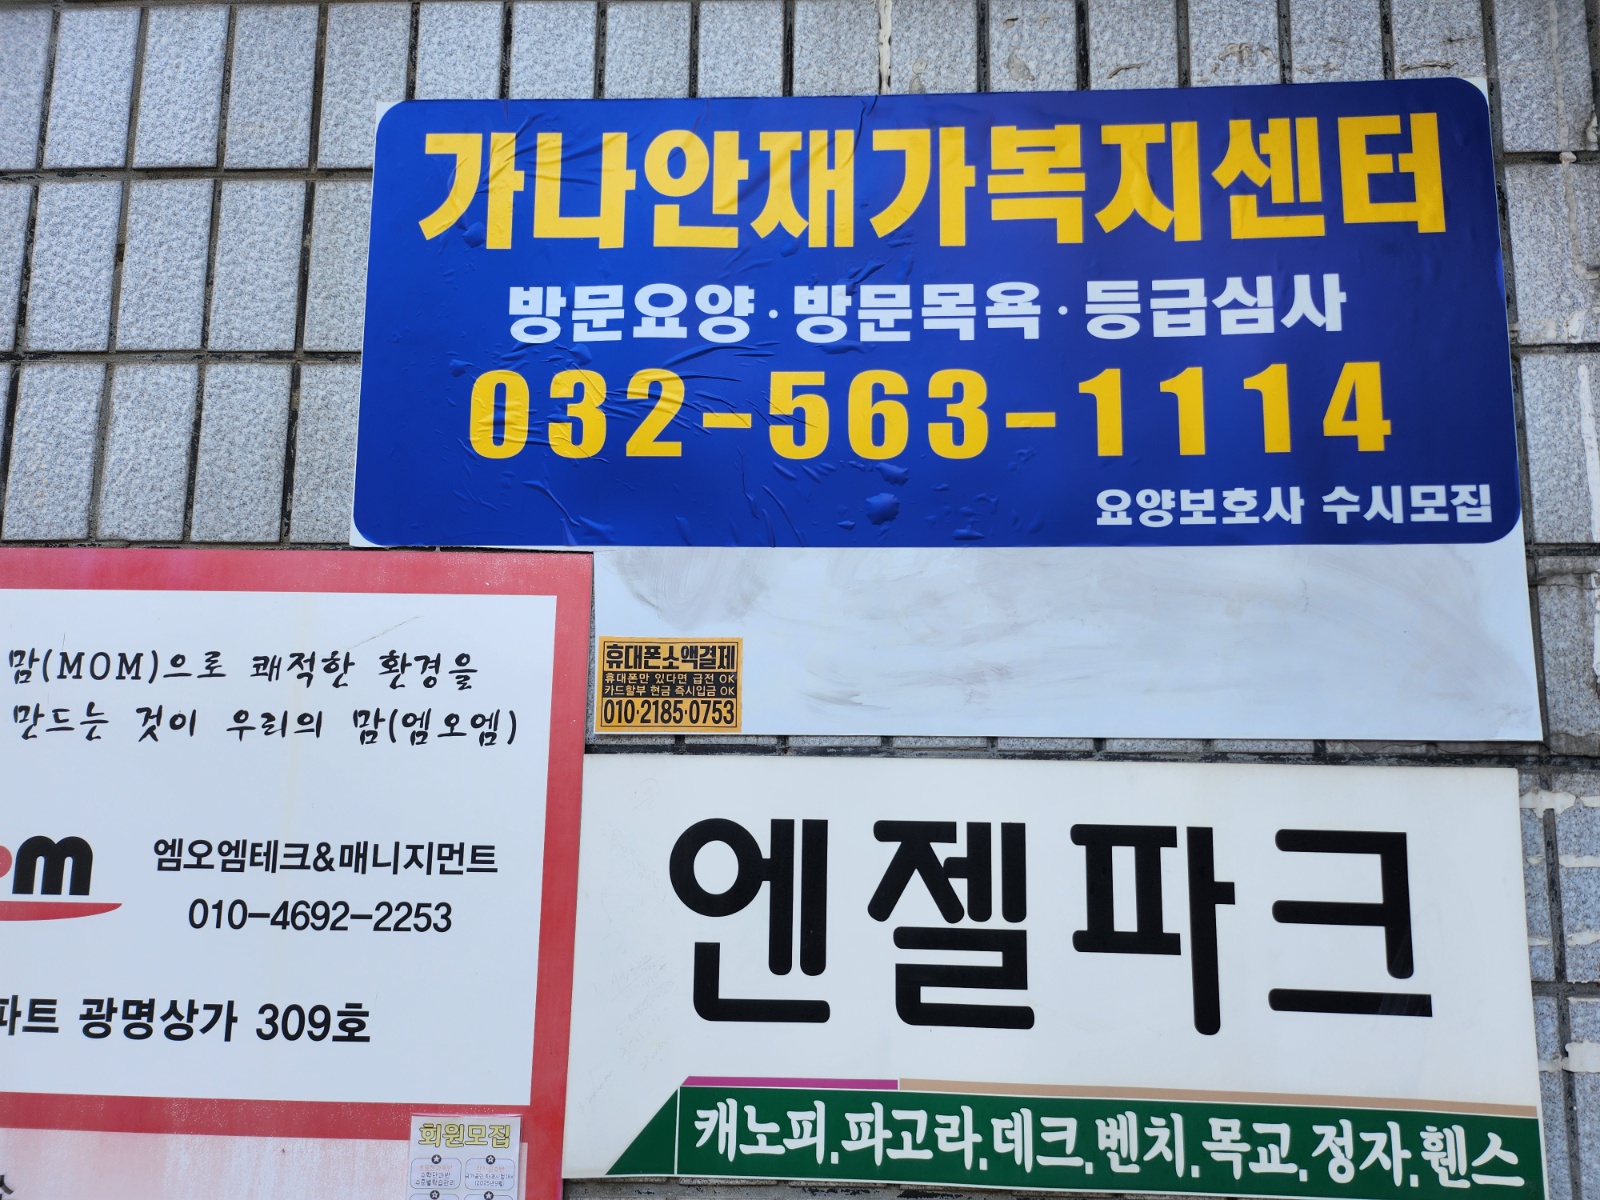 가나안재가복지센터
방문요양·방문목욕·등급심사
032-563-1114
요양보호사 수시모집
휴대폰소액결제
휴대폰만 있다면 급전 OK
카드할부 현금 즉시입금 OK
010·2185·0753
맘(MOM)으로 쾌적한 환경을
만드는 것이 우리의 맘(엠오엠)
om
엠오엠테크&매니지먼트
010-4692-2253
파트 광명상가 309호
엔젤파크
캐노피.파고라.데크.벤치.목교.정자.휀스
회원모집